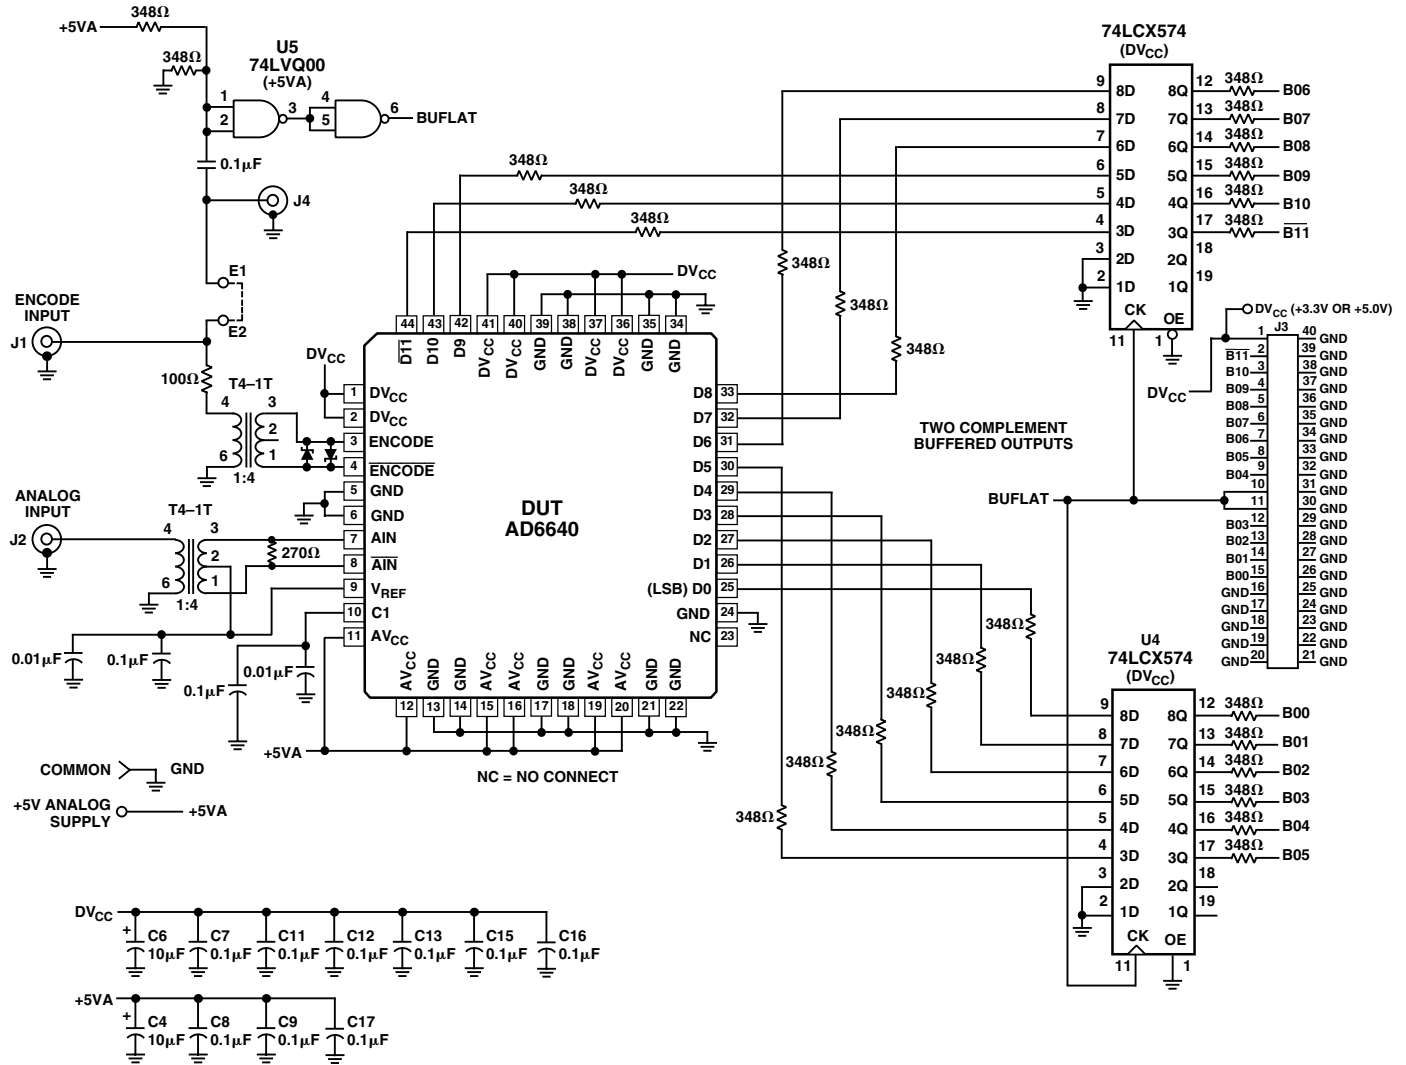 +5VA
348Ω
348Ω
U5
74LVQ00
(+5VA)
1
2
3
4
5
6
BUFLAT
0.1µF
J4
E1
E2
ENCODE
INPUT
J1
100Ω
T4–1T
4
3
2
6
1
1:4
ANALOG
INPUT
J2
T4–1T
4
3
2
6
1
1:4
270Ω
0.01µF
0.1µF
0.1µF
0.01µF
+5VA
COMMON
GND
+5V ANALOG
SUPPLY
+5VA
NC = NO CONNECT
348Ω
348Ω
348Ω
DVCC
DVCC
44 43 42 41 40 39 38 37 36 35 34
D11 D10 D9 DVCC DVCC GND GND DVCC DVCC GND GND
1 DVCC
2 DVCC
3 ENCODE
4 ENCODE
5 GND
6 GND
7 AIN
8 AIN
9 VREF
10 C1
11 AVCC
DUT
AD6640
D8 33
D7 32
D6 31
D5 30
D4 29
D3 28
D2 27
D1 26
(LSB) D0 25
GND 24
NC 23
AVCC GND GND AVCC AVCC GND GND AVCC AVCC GND GND
12 13 14 15 16 17 18 19 20 21 22
348Ω
348Ω
348Ω
348Ω
348Ω
348Ω
348Ω
348Ω
348Ω
74LCX574
(DVCC)
9 8D 8Q 12 348Ω B06
8 7D 7Q 13 348Ω B07
7 6D 6Q 14 348Ω B08
6 5D 5Q 15 348Ω B09
5 4D 4Q 16 348Ω B10
4 3D 3Q 17 348Ω B11
3 2D 2Q 18
2 1D 1Q 19
CK OE
11 1
TWO COMPLEMENT
BUFFERED OUTPUTS
BUFLAT
DVCC (+3.3V OR +5.0V)
J3
DVCC
1 40 GND
B11 2 39 GND
B10 3 38 GND
B09 4 37 GND
B08 5 36 GND
B07 6 35 GND
B06 7 34 GND
B05 8 33 GND
B04 9 32 GND
10 31 GND
11 30 GND
B03 12 29 GND
B02 13 28 GND
B01 14 27 GND
B00 15 26 GND
GND 16 25 GND
GND 17 24 GND
GND 18 23 GND
GND 19 22 GND
GND 20 21 GND
U4
74LCX574
(DVCC)
9 8D 8Q 12 348Ω B00
8 7D 7Q 13 348Ω B01
7 6D 6Q 14 348Ω B02
6 5D 5Q 15 348Ω B03
5 4D 4Q 16 348Ω B04
4 3D 3Q 17 348Ω B05
3 2D 2Q 18
2 1D 1Q 19
CK OE
11 1
DVCC
+ C6 C7 C11 C12 C13 C15 C16
10µF 0.1µF 0.1µF 0.1µF 0.1µF 0.1µF 0.1µF
+5VA
+ C4 C8 C9 C17
10µF 0.1µF 0.1µF 0.1µF